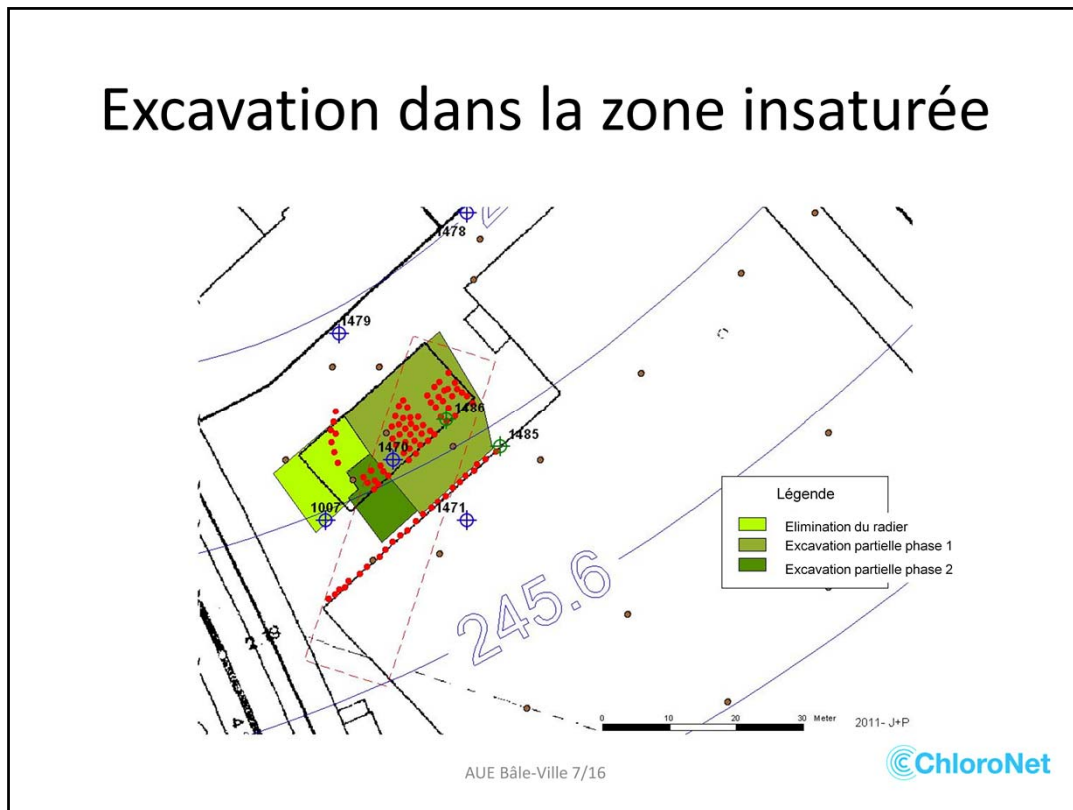 Excavation dans la zone insaturée
1478
1479
1486
1485
1470
1007
1471
245.6
Légende
Elimination du radier
Excavation partielle phase 1
Excavation partielle phase 2
0 10 20 30 Meter
2011- J+P
AUE Bâle-Ville 7/16
ChloroNet